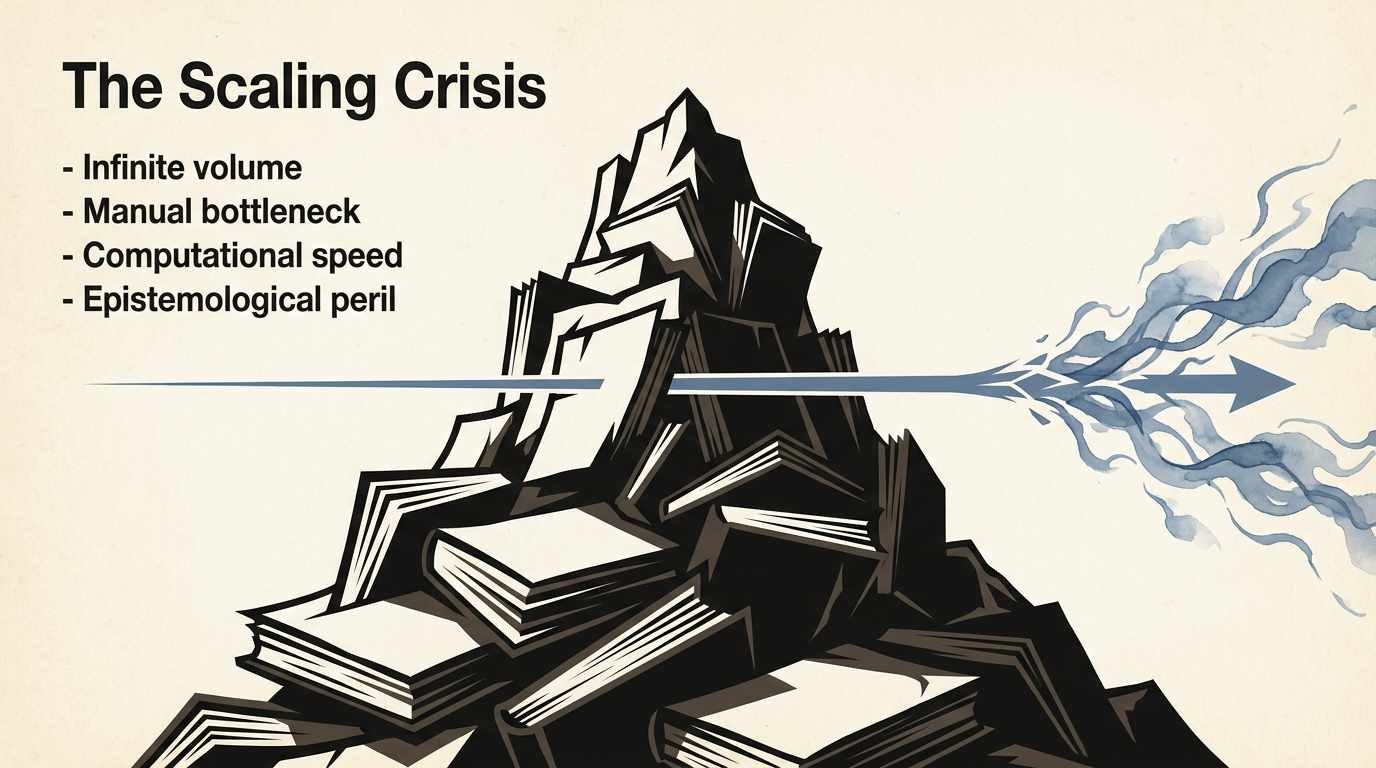 The Scaling Crisis
- Infinite volume
- Manual bottleneck
- Computational speed
- Epistemological peril